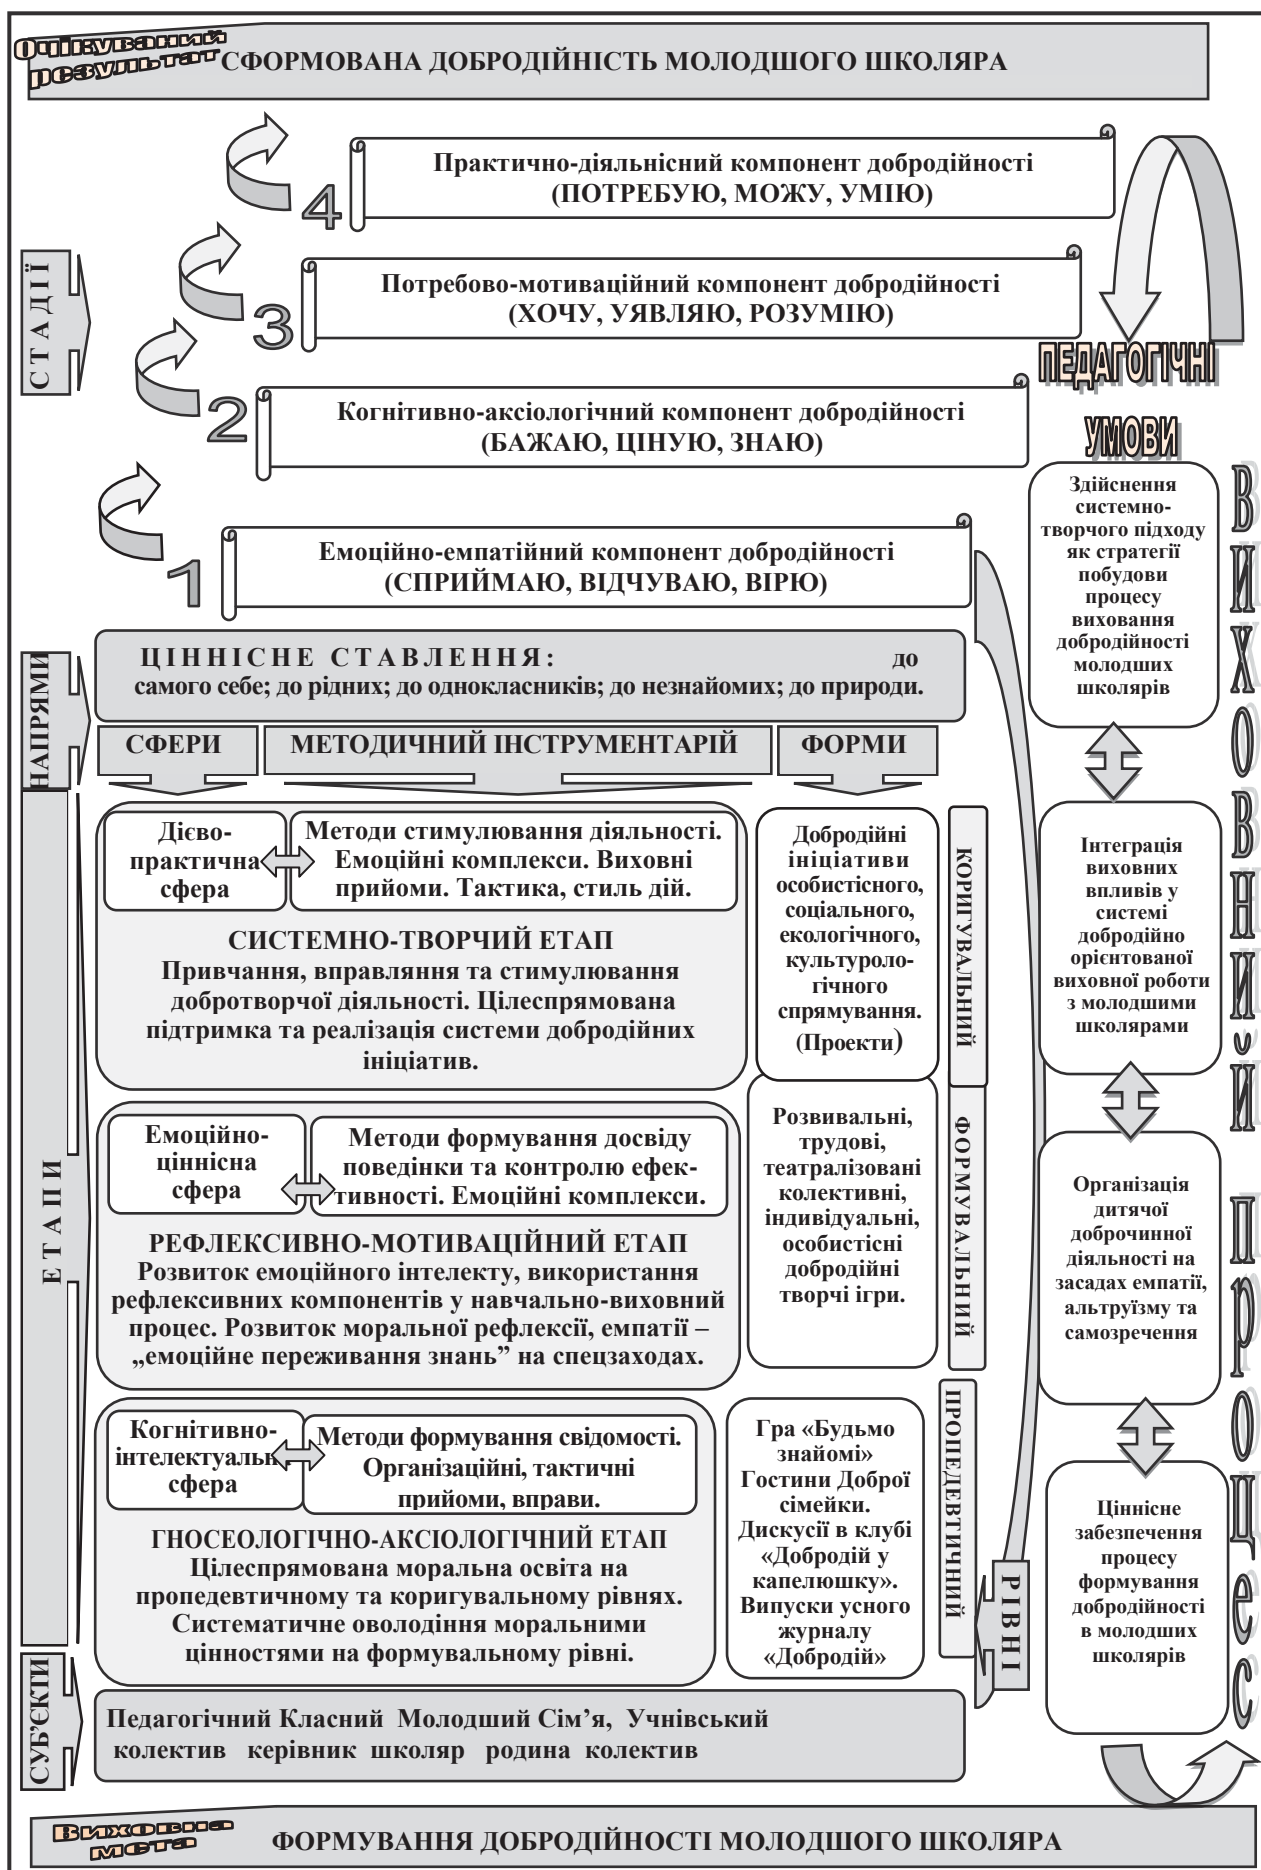 Очікуваний
результат
СФОРМОВАНА ДОБРОДІЙНІСТЬ МОЛОДШОГО ШКОЛЯРА
4
Практично-діяльнісний компонент добродійності
(ПОТРЕБУЮ, МОЖУ, УМІЮ)
СТАДІЇ
3
Потребово-мотиваційний компонент добродійності
(ХОЧУ, УЯВЛЯЮ, РОЗУМІЮ)
2
Когнітивно-аксіологічний компонент добродійності
(БАЖАЮ, ЦІНУЮ, ЗНАЮ)
1
Емоційно-емпатійний компонент добродійності
(СПРИЙМАЮ, ВІДЧУВАЮ, ВІРЮ)
НАПРЯМИ
ЦІННІСНЕ СТАВЛЕННЯ: до
самого себе; до рідних; до однокласників; до незнайомих; до природи.
СФЕРИ
МЕТОДИЧНИЙ ІНСТРУМЕНТАРІЙ
ФОРМИ
ЕТАПИ
Дієво-
практична
сфера
Методи стимулювання діяльності.
Емоційні комплекси. Виховні
прийоми. Тактика, стиль дій.
СИСТЕМНО-ТВОРЧИЙ ЕТАП
Привчання, вправляння та стимулювання
добротворчої діяльності. Цілеспрямована
підтримка та реалізація системи добродійних
ініціатив.
Добродійні
ініціативи
особистісного,
соціального,
екологічного,
культуроло-
гічного
спрямування.
(Проекти)
КОРИГУВАЛЬНИЙ
Емоційно-
ціннісна
сфера
Методи формування досвіду
поведінки та контролю ефек-
тивності. Емоційні комплекси.
РЕФЛЕКСИВНО-МОТИВАЦІЙНИЙ ЕТАП
Розвиток емоційного інтелекту, використання
рефлексивних компонентів у навчально-виховний
процес. Розвиток моральної рефлексії, емпатії –
„емоційне переживання знань” на спецзаходах.
Розвивальні,
трудові,
театралізовані
колективні,
індивідуальні,
особистісні
добродійні
творчі ігри.
ФОРМУВАЛЬНИЙ
Когнітивно-
інтелектуальн
сфера
Методи формування свідомості.
Організаційні, тактичні
прийоми, вправи.
ГНОСЕОЛОГІЧНО-АКСІОЛОГІЧНИЙ ЕТАП
Цілеспрямована моральна освіта на
пропедевтичному та коригувальному рівнях.
Систематичне оволодіння моральними
цінностями на формувальному рівні.
Гра «Будьмо
знайомі»
Гостини Доброї
сімейки.
Дискусії в клубі
«Добродій у
капелюшку».
Випуски усного
журналу
«Добродій»
ПРОПЕДЕВТИЧНИЙ
РІВНІ
СУБ’ЄКТИ
Педагогічний Класний Молодший Сім’я, Учнівський
колектив керівник школяр родина колектив
ПЕДАГОГІЧНІ
УМОВИ
Здійснення
системно-
творчого підходу
як стратегії
побудови
процесу
виховання
добродійності
молодших
школярів
Інтеграція
виховних
впливів у
системі
добродійно
орієнтованої
виховної роботи
з молодшими
школярами
Організація
дитячої
доброчинної
діяльності на
засадах емпатії,
альтруїзму та
самозречення
Ціннісне
забезпечення
процесу
формування
добродійності
в молодших
школярів
ВИХОВНИЙ ПРОЦЕС
Виховна
мета
ФОРМУВАННЯ ДОБРОДІЙНОСТІ МОЛОДШОГО ШКОЛЯРА